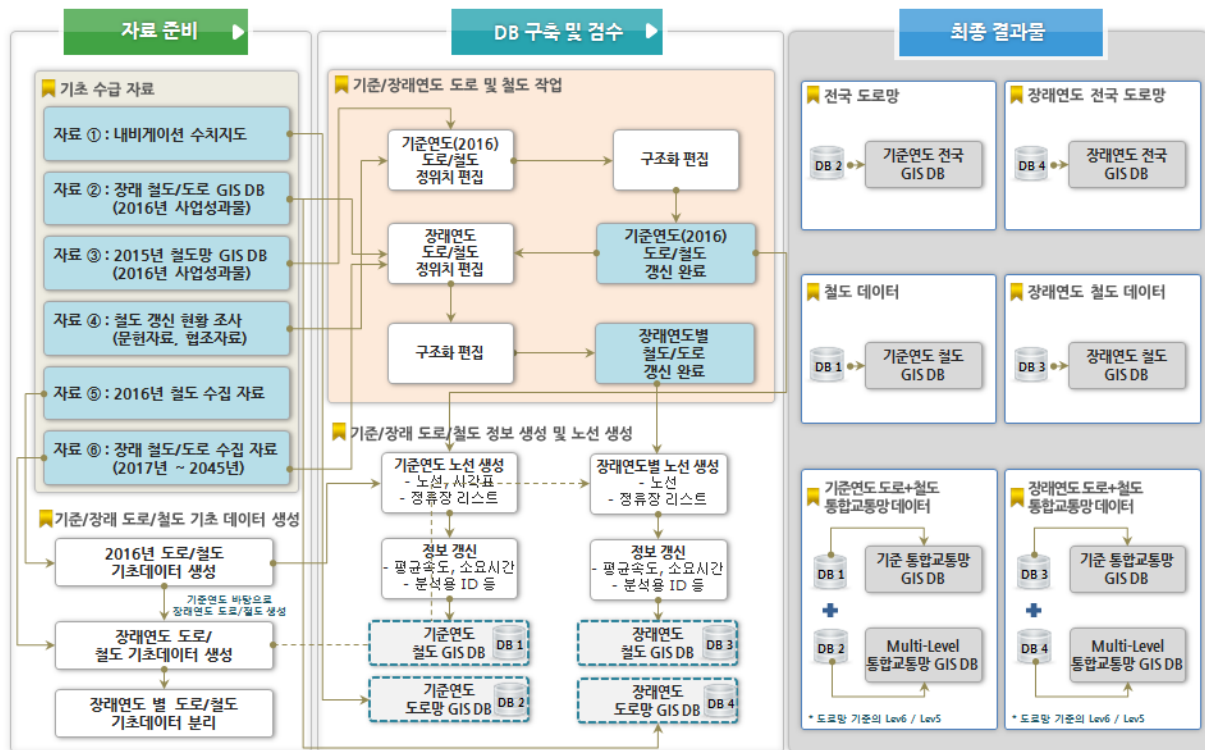 자료 준비
DB 구축 및 검수
최종 결과물
기초 수급 자료
자료 ① : 내비게이션 수치지도
자료 ② : 장래 철도/도로 GIS DB
(2016년 사업성과물)
자료 ③ : 2015년 철도망 GIS DB
(2016년 사업성과물)
자료 ④ : 철도 갱신 현황 조사
(문헌자료, 협조자료)
자료 ⑤ : 2016년 철도 수집 자료
자료 ⑥ : 장래 철도/도로 수집 자료
(2017년 ~ 2045년)
기준/장래 도로/철도 기초 데이터 생성
2016년 도로/철도
기초데이터 생성
기준연도 바탕으로
장래연도 도로/철도 생성
장래연도 도로/
철도 기초데이터 생성
장래연도 별 도로/철도
기초데이터 분리
기준/장래연도 도로 및 철도 작업
기준연도(2016)
도로/철도
정위치 편집
구조화 편집
장래연도
도로/철도
정위치 편집
기준연도(2016)
도로/철도
갱신 완료
구조화 편집
장래연도별
철도/도로
갱신 완료
기준/장래 도로/철도 정보 생성 및 노선 생성
기준연도 노선 생성
- 노선, 시각표
- 정류장 리스트
장래연도별 노선 생성
- 노선
- 정류장 리스트
정보 갱신
- 평균속도, 소요시간
- 분석용 ID 등
정보 갱신
- 평균속도, 소요시간
- 분석용 ID 등
기준연도
철도 GIS DB
DB 1
장래연도
철도 GIS DB
DB 3
기준연도
도로망 GIS DB
DB 2
장래연도
도로망 GIS DB
DB 4
전국 도로망
DB 2
기준연도 전국
GIS DB
장래연도 전국 도로망
DB 4
장래연도 전국
GIS DB
철도 데이터
DB 1
기준연도 철도
GIS DB
장래연도 철도 데이터
DB 3
장래연도 철도
GIS DB
기준연도 도로+철도
통합교통망 데이터
DB 1
기준 통합교통망
GIS DB
DB 2
Multi-Level
통합교통망 GIS DB
* 도로망 기준의 Lev6 / Lev5
장래연도 도로+철도
통합교통망 데이터
DB 3
기준 통합교통망
GIS DB
DB 4
Multi-Level
통합교통망 GIS DB
* 도로망 기준의 Lev6 / Lev5